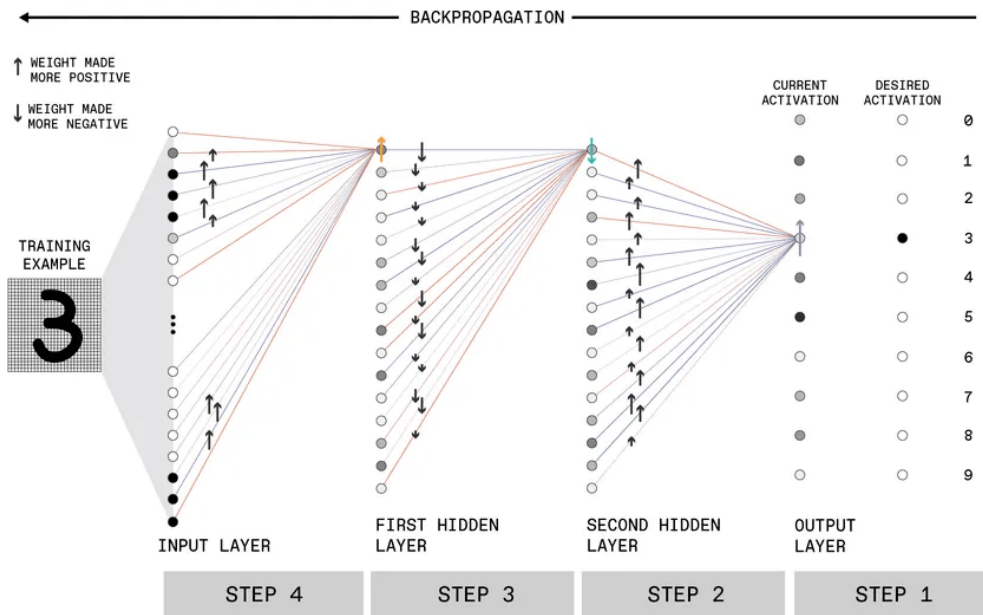 BACKPROPAGATION
↑ WEIGHT MADE
MORE POSITIVE
↓ WEIGHT MADE
MORE NEGATIVE
CURRENT
ACTIVATION
DESIRED
ACTIVATION
0
1
2
3
4
5
6
7
8
9
TRAINING
EXAMPLE
3
INPUT LAYER
FIRST HIDDEN
LAYER
SECOND HIDDEN
LAYER
OUTPUT
LAYER
STEP 4
STEP 3
STEP 2
STEP 1